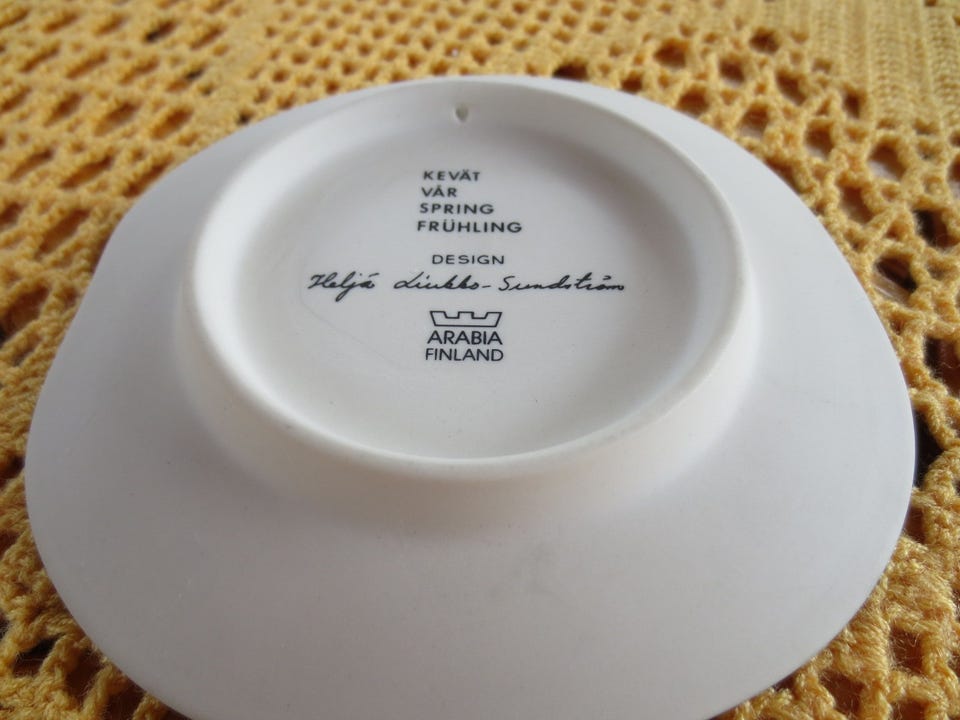 KEVÄT
VÅR
SPRING
FRÜHLING
DESIGN
Heljä Liukko-Sundström
ARABIA
FINLAND